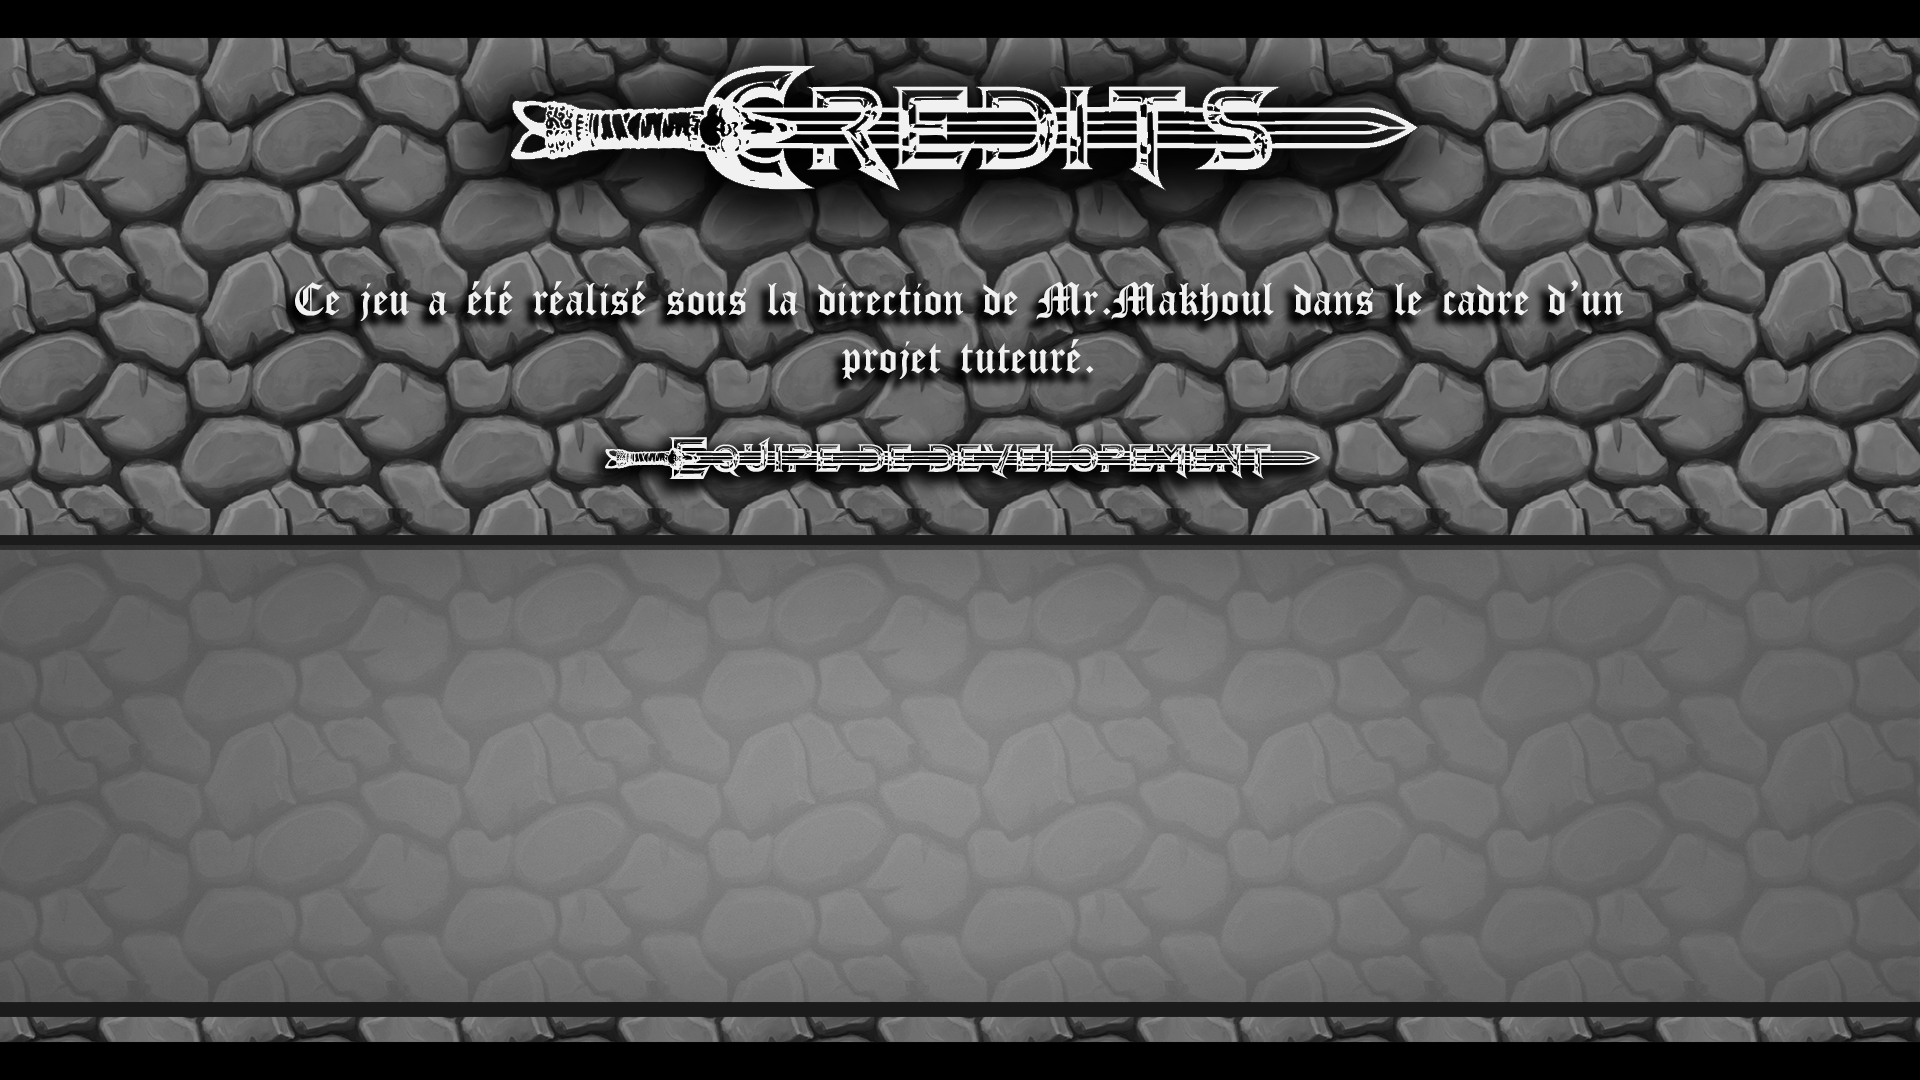 CREDITS
Ce jeu a été réalisé sous la direction de Mr.Makhoul dans le cadre d'un
projet tuteuré.
EQUIPE DE DEVELOPEMENT